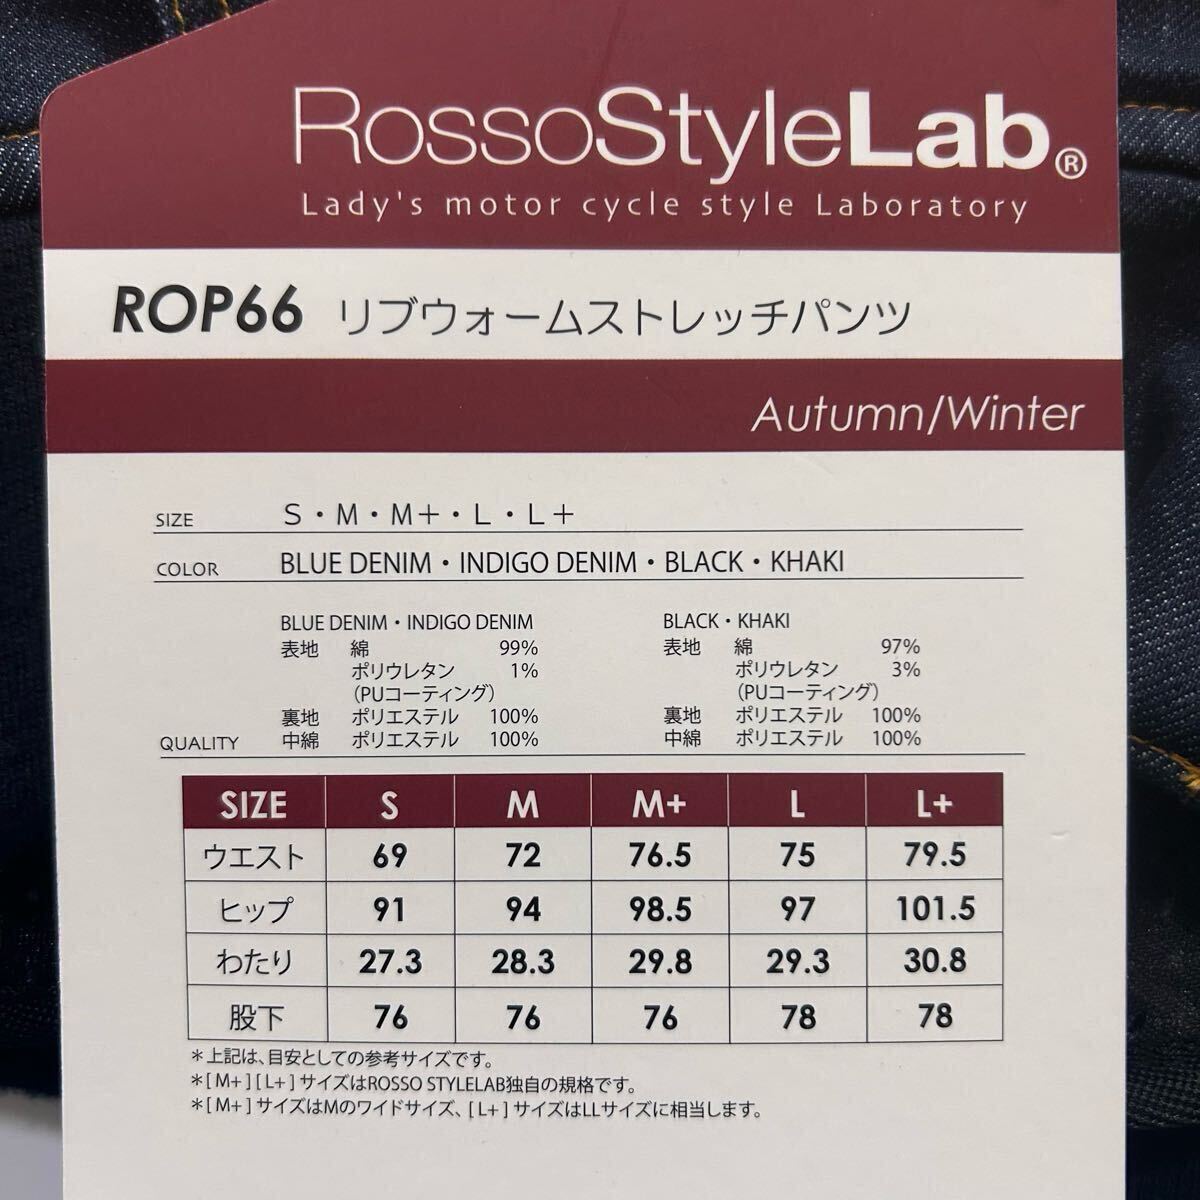 RossoStyleLab®
Lady's motor cycle style Laboratory
ROP66 リブウォームストレッチパンツ
Autumn/Winter
SIZE S・M・M＋・L・L＋
COLOR BLUE DENIM・INDIGO DENIM・BLACK・KHAKI
BLUE DENIM・INDIGO DENIM BLACK・KHAKI
表地 綿 99% 表地 綿 97%
ポリウレタン 1% ポリウレタン 3%
(PUコーティング) (PUコーティング)
裏地 ポリエステル 100% 裏地 ポリエステル 100%
QUALITY 中綿 ポリエステル 100% 中綿 ポリエステル 100%
SIZE S M M+ L L+
ウエスト 69 72 76.5 75 79.5
ヒップ 91 94 98.5 97 101.5
わたり 27.3 28.3 29.8 29.3 30.8
股下 76 76 76 78 78
＊上記は、目安としての参考サイズです。
＊[ M+ ] [ L+ ] サイズはROSSO STYLELAB独自の規格です。
＊[ M+ ] サイズはMのワイドサイズ、[ L+ ] サイズはLLサイズに相当します。